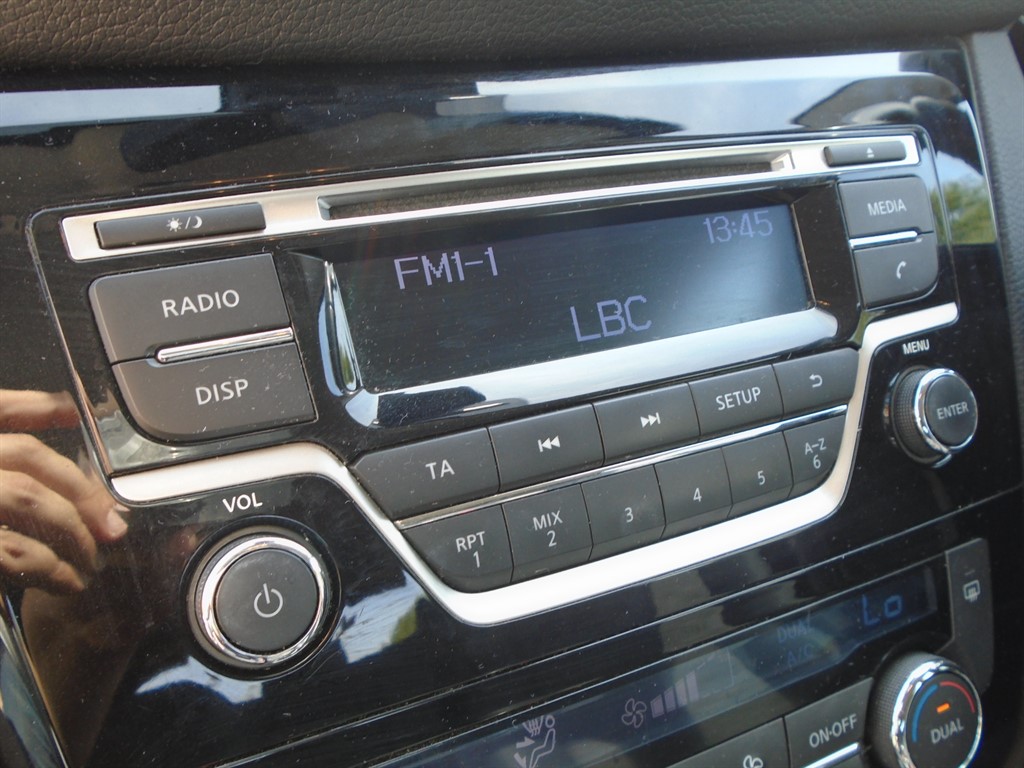 13:45
FM1-1
LBC
MEDIA
RADIO
DISP
MENU
ENTER
TA
SETUP
VOL
RPT
1
MIX
2
3
4
5
A-Z
6
Lo
DUAL
A/C
ON·OFF
DUAL